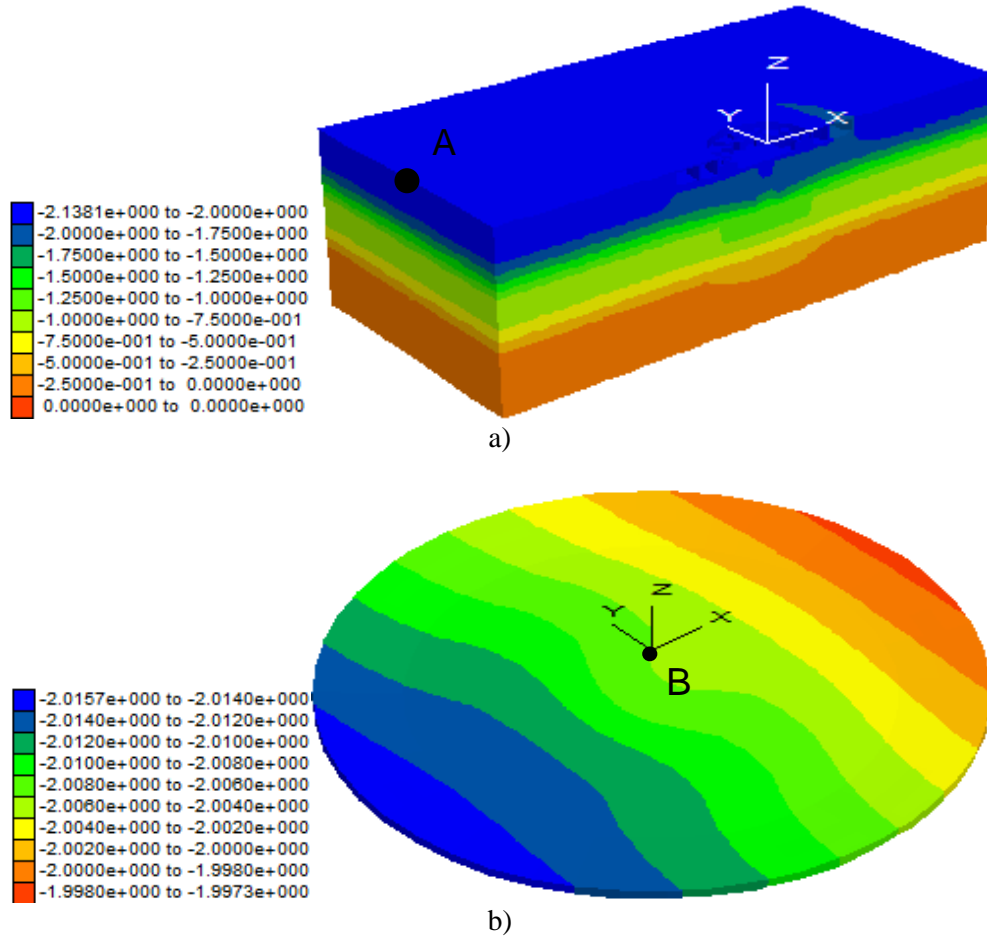 Z
Y
X
A
-2.1381e+000 to -2.0000e+000
-2.0000e+000 to -1.7500e+000
-1.7500e+000 to -1.5000e+000
-1.5000e+000 to -1.2500e+000
-1.2500e+000 to -1.0000e+000
-1.0000e+000 to -7.5000e-001
-7.5000e-001 to -5.0000e-001
-5.0000e-001 to -2.5000e-001
-2.5000e-001 to 0.0000e+000
0.0000e+000 to 0.0000e+000
a)
Z
Y
X
B
-2.0157e+000 to -2.0140e+000
-2.0140e+000 to -2.0120e+000
-2.0120e+000 to -2.0100e+000
-2.0100e+000 to -2.0080e+000
-2.0080e+000 to -2.0060e+000
-2.0060e+000 to -2.0040e+000
-2.0040e+000 to -2.0020e+000
-2.0020e+000 to -2.0000e+000
-2.0000e+000 to -1.9980e+000
-1.9980e+000 to -1.9973e+000
b)